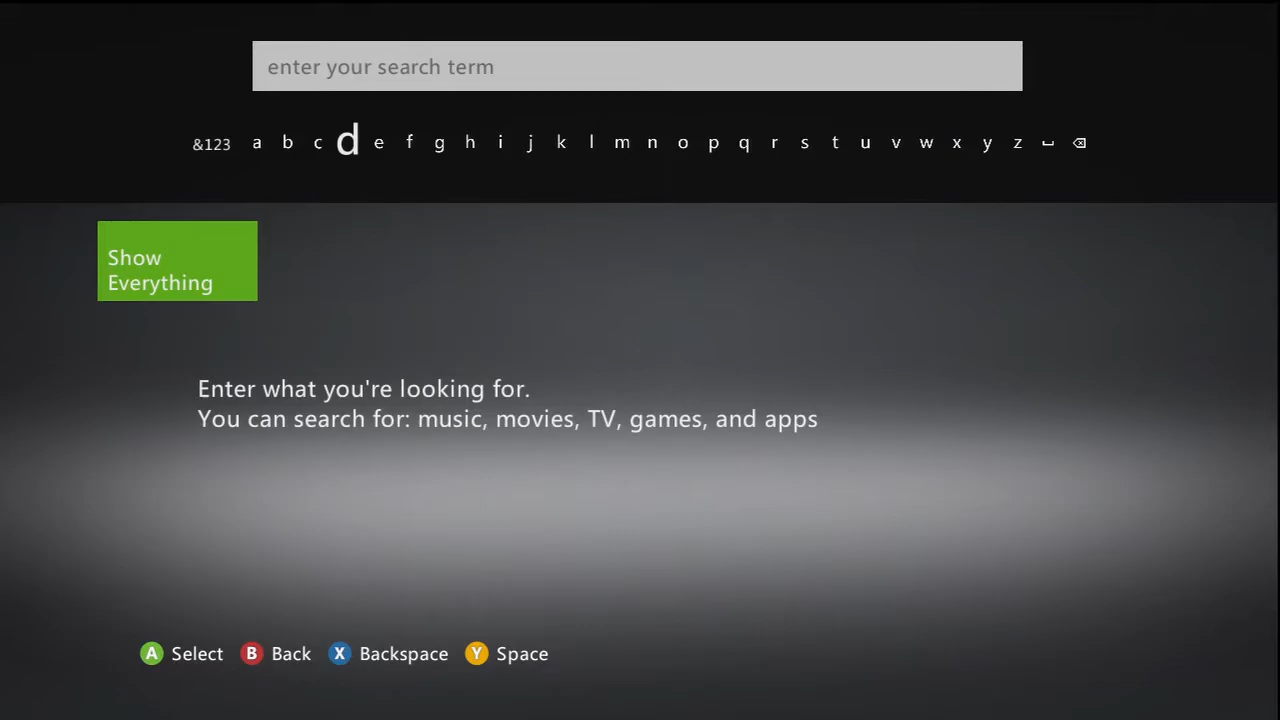 enter your search term
&123 a b c d e f g h i j k l m n o p q r s t u v w x y z ⎵ ⌫
Show
Everything
Enter what you're looking for.
You can search for: music, movies, TV, games, and apps
A Select B Back X Backspace Y Space